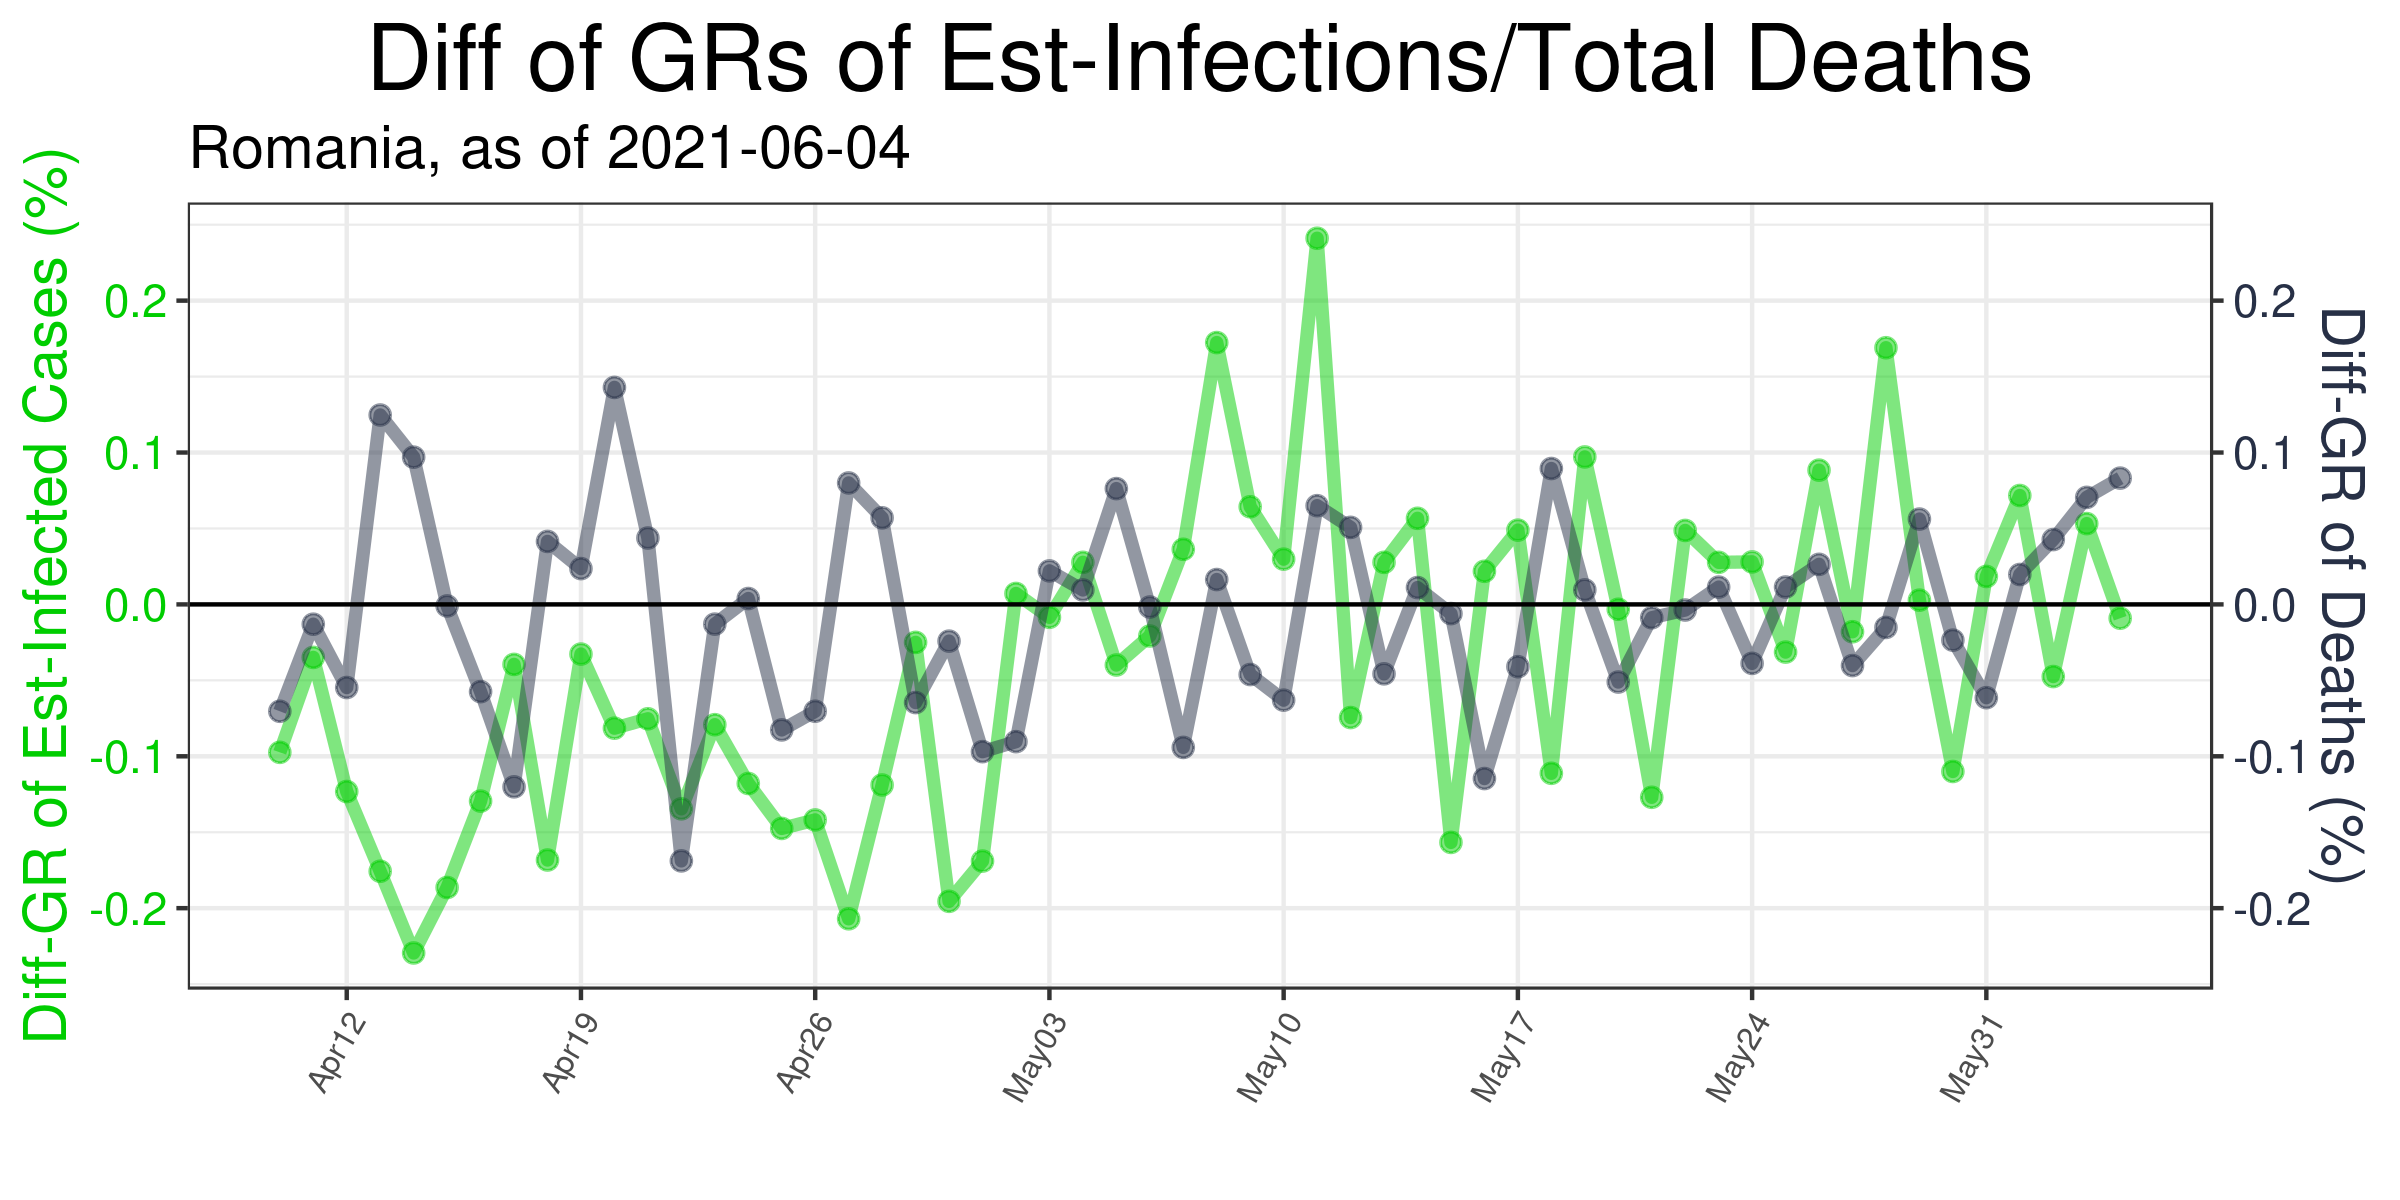 Diff of GRs of Est-Infections/Total Deaths
Romania, as of 2021-06-04
Diff-GR of Est-Infected Cases (%)
0.2
0.1
0.0
-0.1
-0.2
0.2
0.1
0.0
-0.1
-0.2
Diff-GR of Deaths (%)
Apr12
Apr19
Apr26
May03
May10
May17
May24
May31